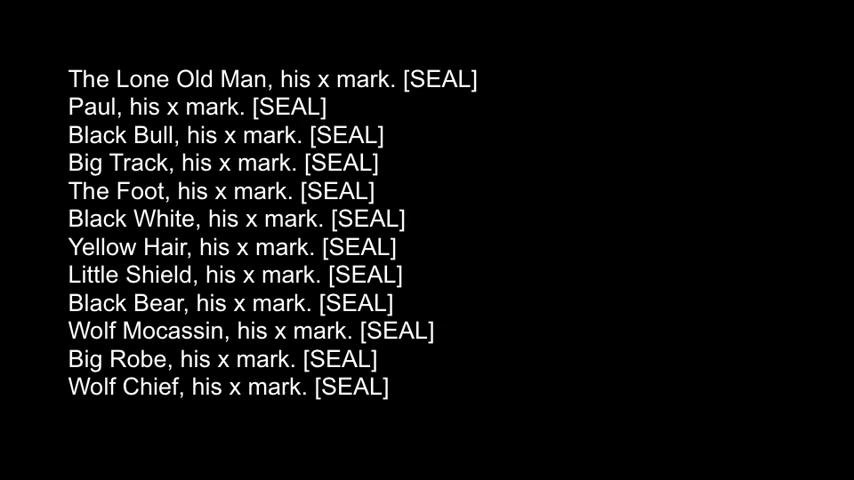 The Lone Old Man, his x mark. [SEAL]
Paul, his x mark. [SEAL]
Black Bull, his x mark. [SEAL]
Big Track, his x mark. [SEAL]
The Foot, his x mark. [SEAL]
Black White, his x mark. [SEAL]
Yellow Hair, his x mark. [SEAL]
Little Shield, his x mark. [SEAL]
Black Bear, his x mark. [SEAL]
Wolf Mocassin, his x mark. [SEAL]
Big Robe, his x mark. [SEAL]
Wolf Chief, his x mark. [SEAL]